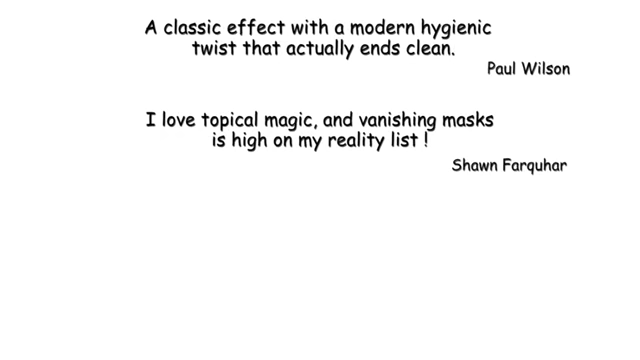 A classic effect with a modern hygienic
twist that actually ends clean.
Paul Wilson
I love topical magic, and vanishing masks
is high on my reality list !
Shawn Farquhar